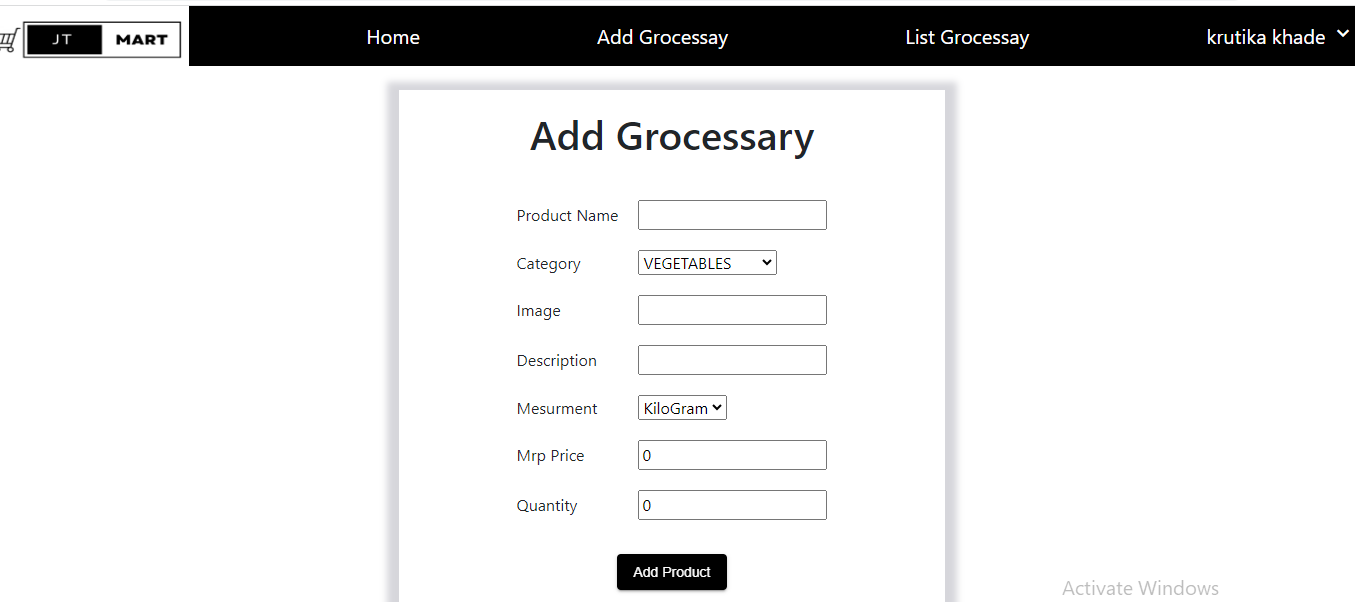 JT MART Home Add Grocessay List Grocessay krutika khade
Add Grocessary
Product Name
Category VEGETABLES
Image
Description
Mesurment KiloGram
Mrp Price 0
Quantity 0
Add Product
Activate Windows